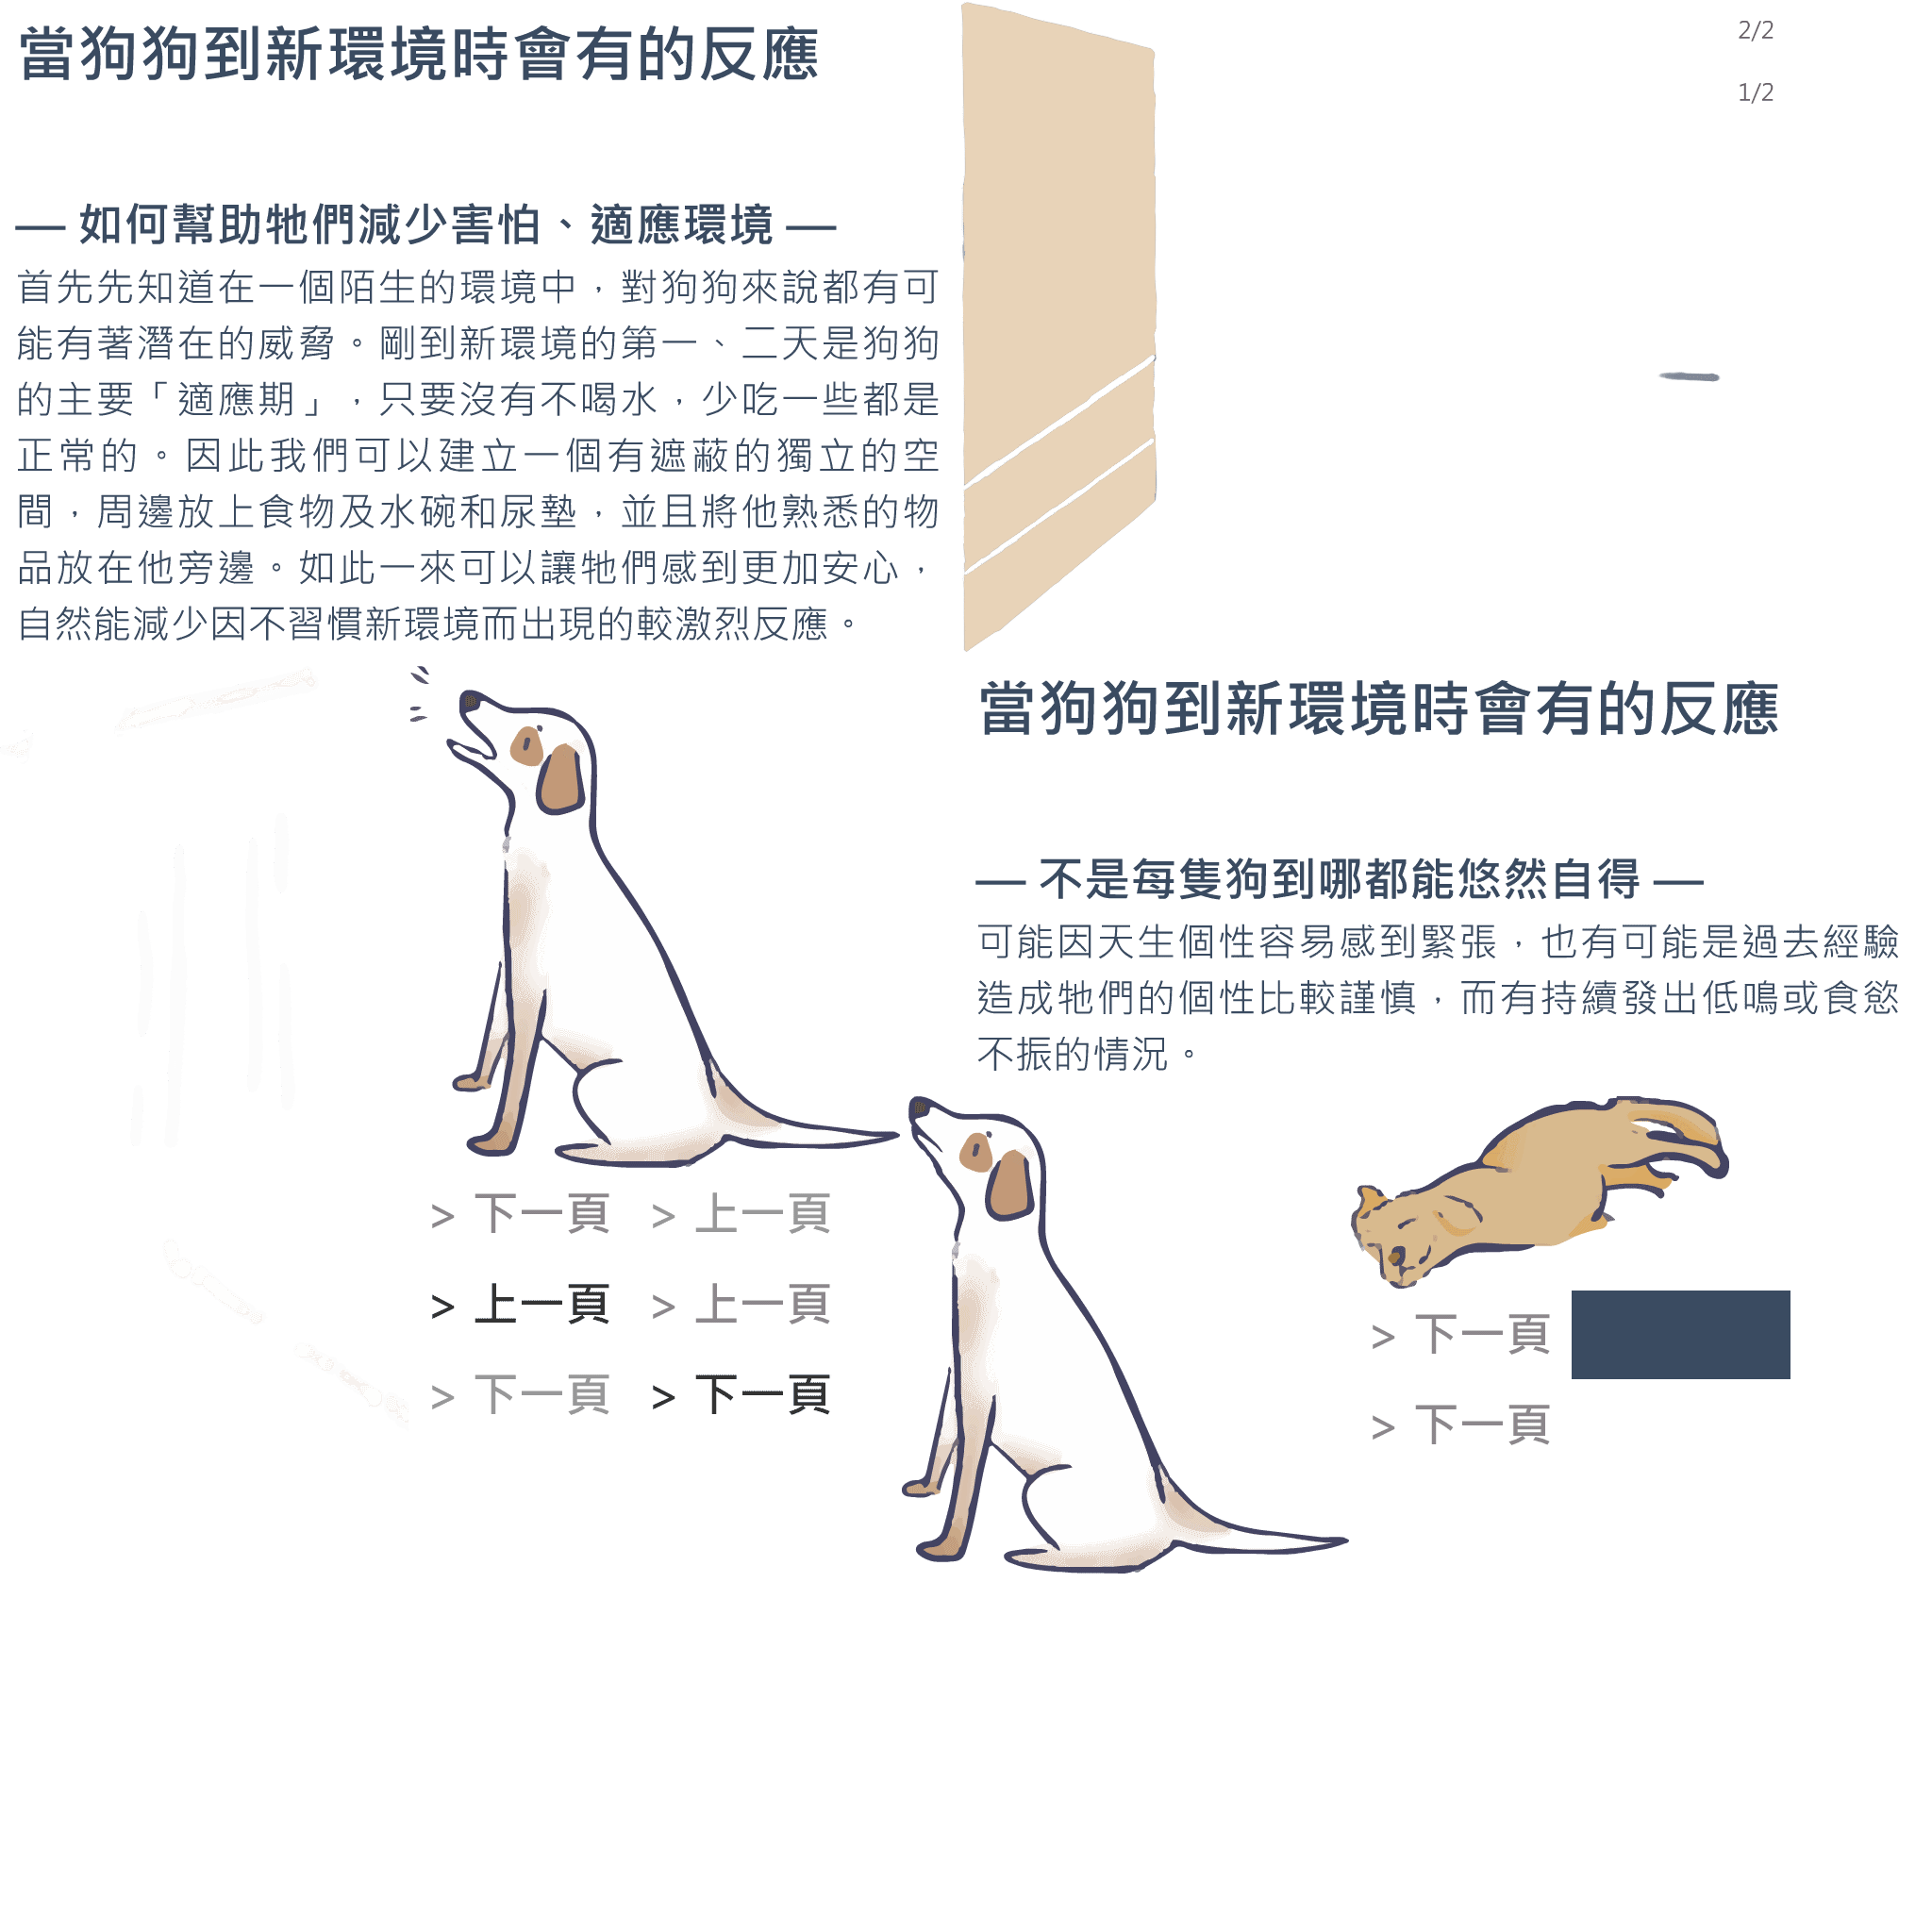 當狗狗到新環境時會有的反應
2/2
1/2
— 如何幫助牠們減少害怕、適應環境 —
首先先知道在一個陌生的環境中，對狗狗來說都有可
能有著潛在的威脅。剛到新環境的第一、二天是狗狗
的主要「適應期」，只要沒有不喝水，少吃一些都是
正常的。因此我們可以建立一個有遮蔽的獨立的空
間，周邊放上食物及水碗和尿墊，並且將他熟悉的物
品放在他旁邊。如此一來可以讓牠們感到更加安心，
自然能減少因不習慣新環境而出現的較激烈反應。
當狗狗到新環境時會有的反應
— 不是每隻狗到哪都能悠然自得 —
可能因天生個性容易感到緊張，也有可能是過去經驗
造成牠們的個性比較謹慎，而有持續發出低鳴或食慾
不振的情況。
> 下一頁
> 上一頁
> 上一頁
> 上一頁
> 下一頁
> 下一頁
> 下一頁
> 下一頁